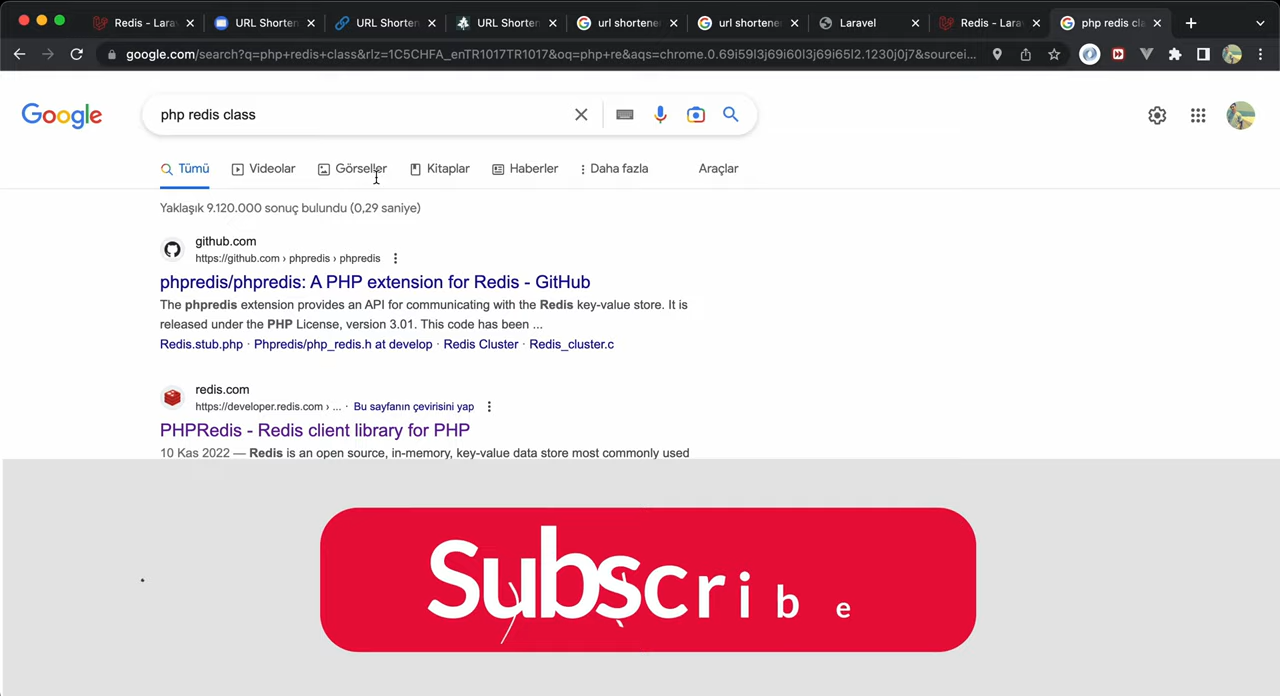 Redis - Lara
URL Shorten
URL Shorten
URL Shorten
url shortene
url shortene
Laravel
Redis - Lara
php redis cla
google.com/search?q=php+redis+class&rlz=1C5CHFA_enTR1017TR1017&oq=php+re&aqs=chrome.0.69i59l3j69i60l3j69i65l2.1230j0j7&sourcei...
Google
php redis class
Tümü
Videolar
Görseller
Kitaplar
Haberler
Daha fazla
Araçlar
Yaklaşık 9.120.000 sonuç bulundu (0,29 saniye)
github.com
https://github.com › phpredis › phpredis
phpredis/phpredis: A PHP extension for Redis - GitHub
The phpredis extension provides an API for communicating with the Redis key-value store. It is
released under the PHP License, version 3.01. This code has been ...
Redis.stub.php · Phpredis/php_redis.h at develop · Redis Cluster · Redis_cluster.c
redis.com
https://developer.redis.com › ... · Bu sayfanın çevirisini yap
PHPRedis - Redis client library for PHP
10 Kas 2022 — Redis is an open source, in-memory, key-value data store most commonly used
Subscribe